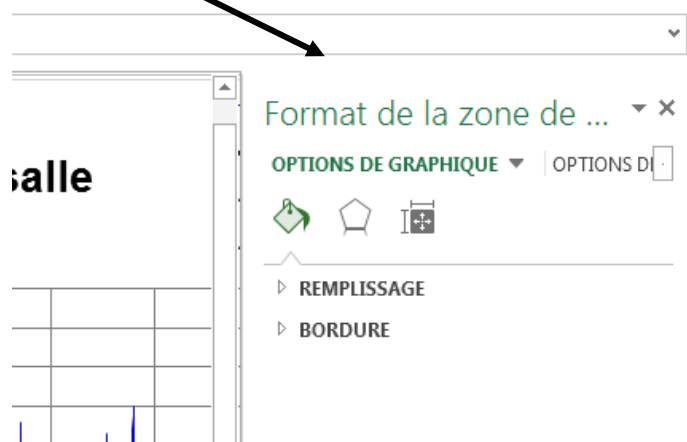 Format de la zone de ...
OPTIONS DE GRAPHIQUE OPTIONS
salle
REMPLISSAGE
BORDURE